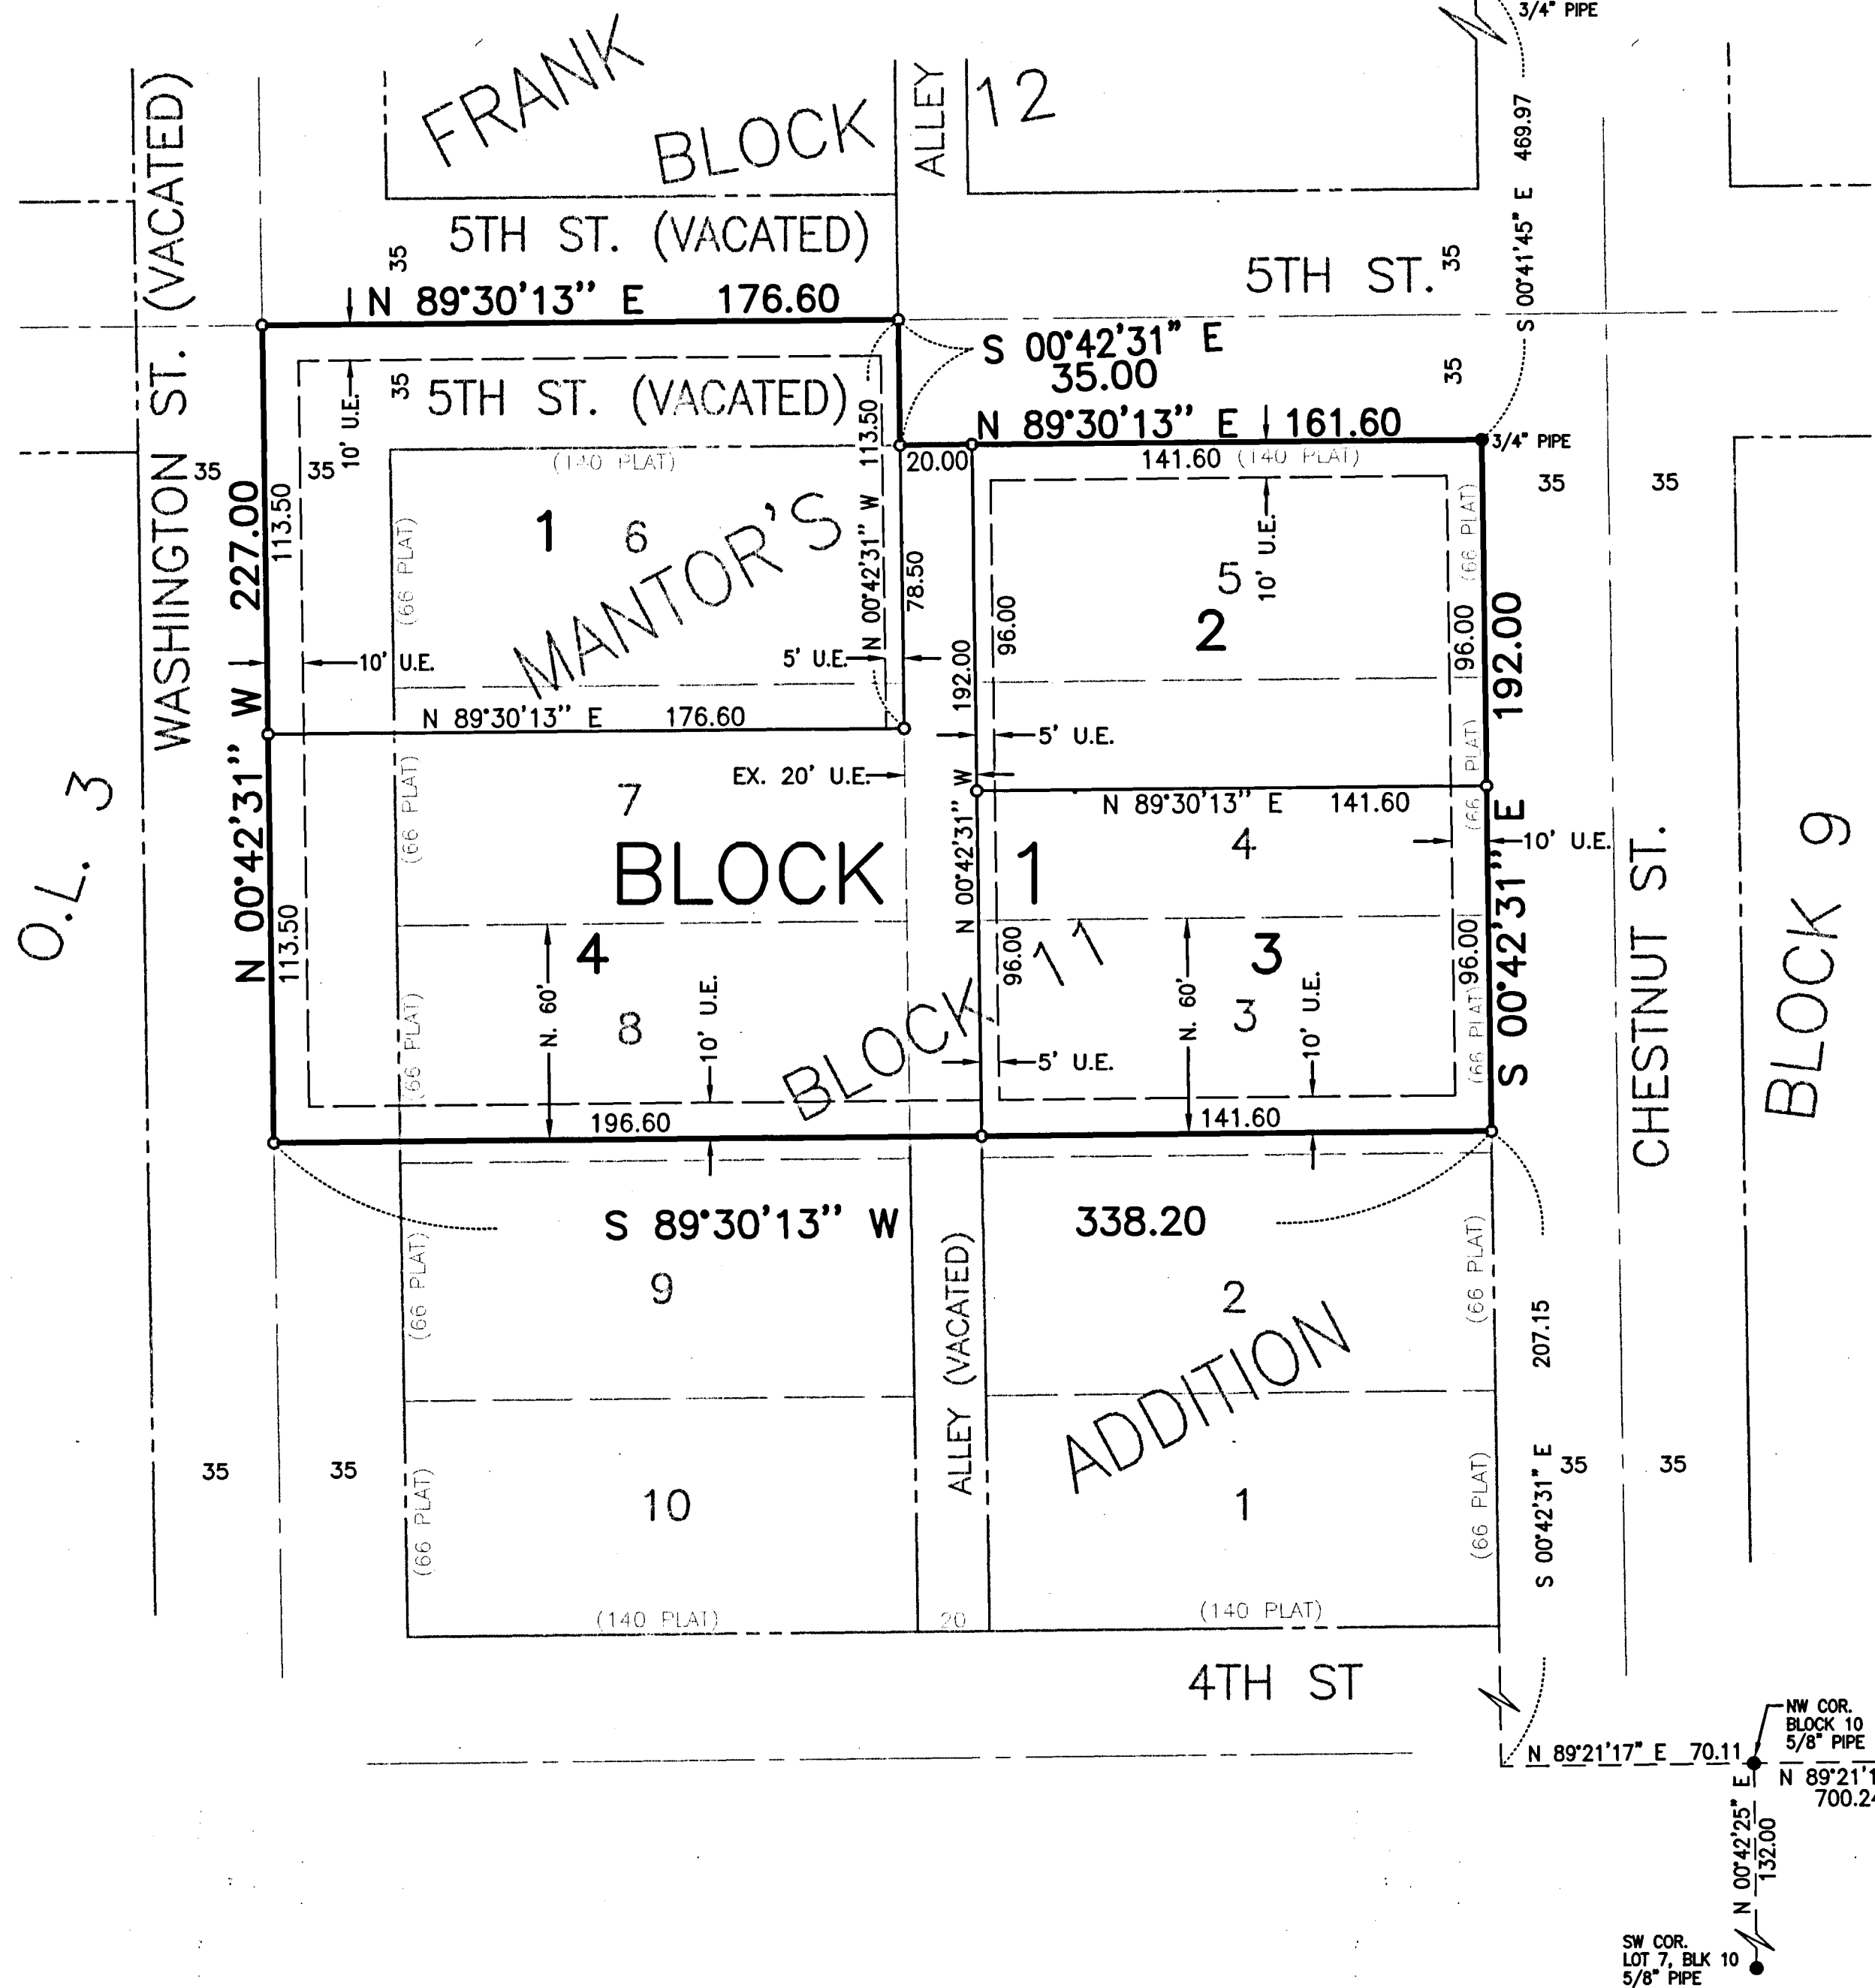 3/4" PIPE
FRANK
BLOCK
12
ALLEY
WASHINGTON ST. (VACATED)
S 00°41'45" E 469.97
5TH ST. (VACATED)
35
5TH ST.
35
N 89°30'13" E 176.60
S 00°42'31" E
35.00
35
10' U.E.
35
5TH ST. (VACATED)
N 89°30'13" E 161.60
3/4" PIPE
(140 PLAT)
20.00
141.60 (140 PLAT)
35
35
35
35
N 00°42'31" W 227.00
113.50
(66 PLAT)
1
6
MANTOR'S
N 00°42'31" W 113.50
78.50
96.00
5
10' U.E.
2
(66 PLAT)
96.00
S 00°42'31" E 192.00
10' U.E.
5' U.E.
N 00°42'31" W 192.00
N 89°30'13" E 176.60
5' U.E.
(66 PLAT)
EX. 20' U.E.
7
(66 PLAT)
N 89°30'13" E 141.60
4
10' U.E.
O.L. 3
BLOCK 1
CHESTNUT ST.
BLOCK 9
113.50
4
N. 60'
8
10' U.E.
(66 PLAT)
BLOCK 11
96.00
3
N. 60'
3
10' U.E.
96.00
(66 PLAT)
5' U.E.
196.60
141.60
S 89°30'13" W 338.20
(66 PLAT)
9
ALLEY (VACATED)
2
(66 PLAT)
207.15
ADDITION
35
35
S 00°42'31" E
35
35
(66 PLAT)
10
1
(66 PLAT)
(140 PLAT)
20
(140 PLAT)
4TH ST
NW COR.
BLOCK 10
5/8" PIPE
N 89°21'17" E 70.11
N 89°21'1
700.24
N 00°42'25" E
132.00
SW COR.
LOT 7, BLK 10
5/8" PIPE